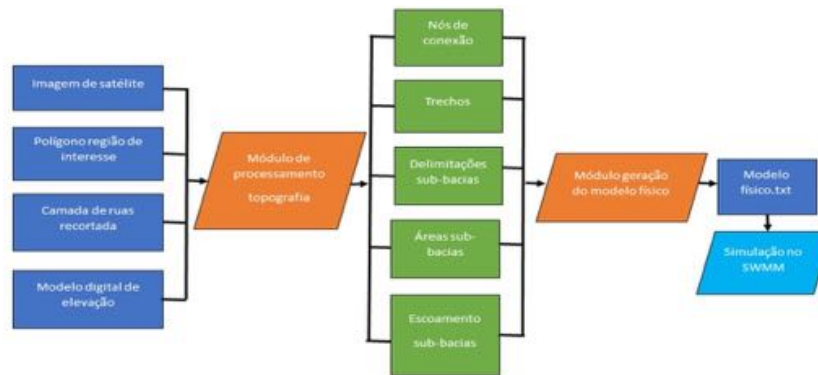 Imagem de satélite
Polígono região de
interesse
Camada de ruas
recortada
Modelo digital de
elevação
Módulo de
processamento
topografia
Nós de
conexão
Trechos
Delimitações
sub-bacias
Áreas sub-
bacias
Escoamento
sub-bacias
Módulo geração
do modelo físico
Modelo
físico.txt
Simulação no
SWMM